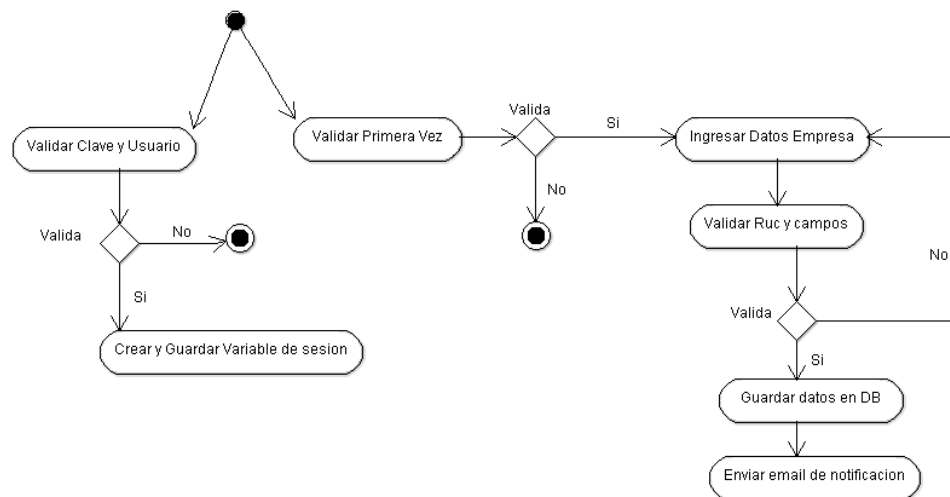 Valida
Si
Validar Clave y Usuario
Validar Primera Vez
Ingresar Datos Empresa
No
Valida
No
Validar Ruc y campos
No
Si
Valida
Crear y Guardar Variable de sesion
Si
Guardar datos en DB
Enviar email de notificacion